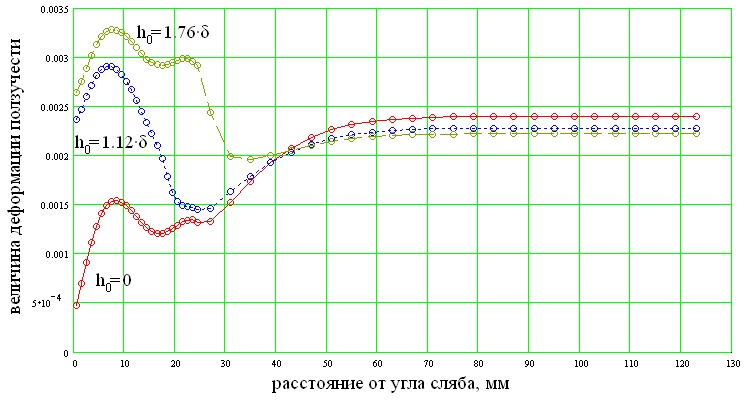 0.0035
h₀=1.76·δ
0.003
0.0025
h₀=1.12·δ
0.002
0.0015
0.001
h₀=0
5•10⁻⁴
0
величина деформации ползучести
0 10 20 30 40 50 60 70 80 90 100 110 120 130
расстояние от угла сляба, мм